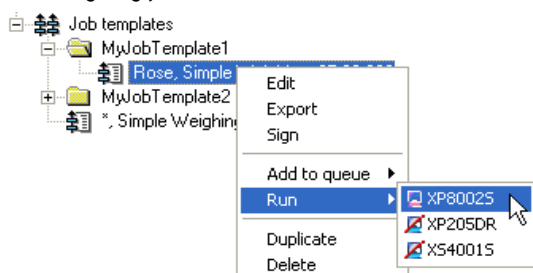 Job templates
MyJobTemplate1
Rose, Simple
MyJobTemplate2
*, Simple Weighing
Edit
Export
Sign
Add to queue
Run
Duplicate
Delete
XP8002S
XP205DR
XS4001S